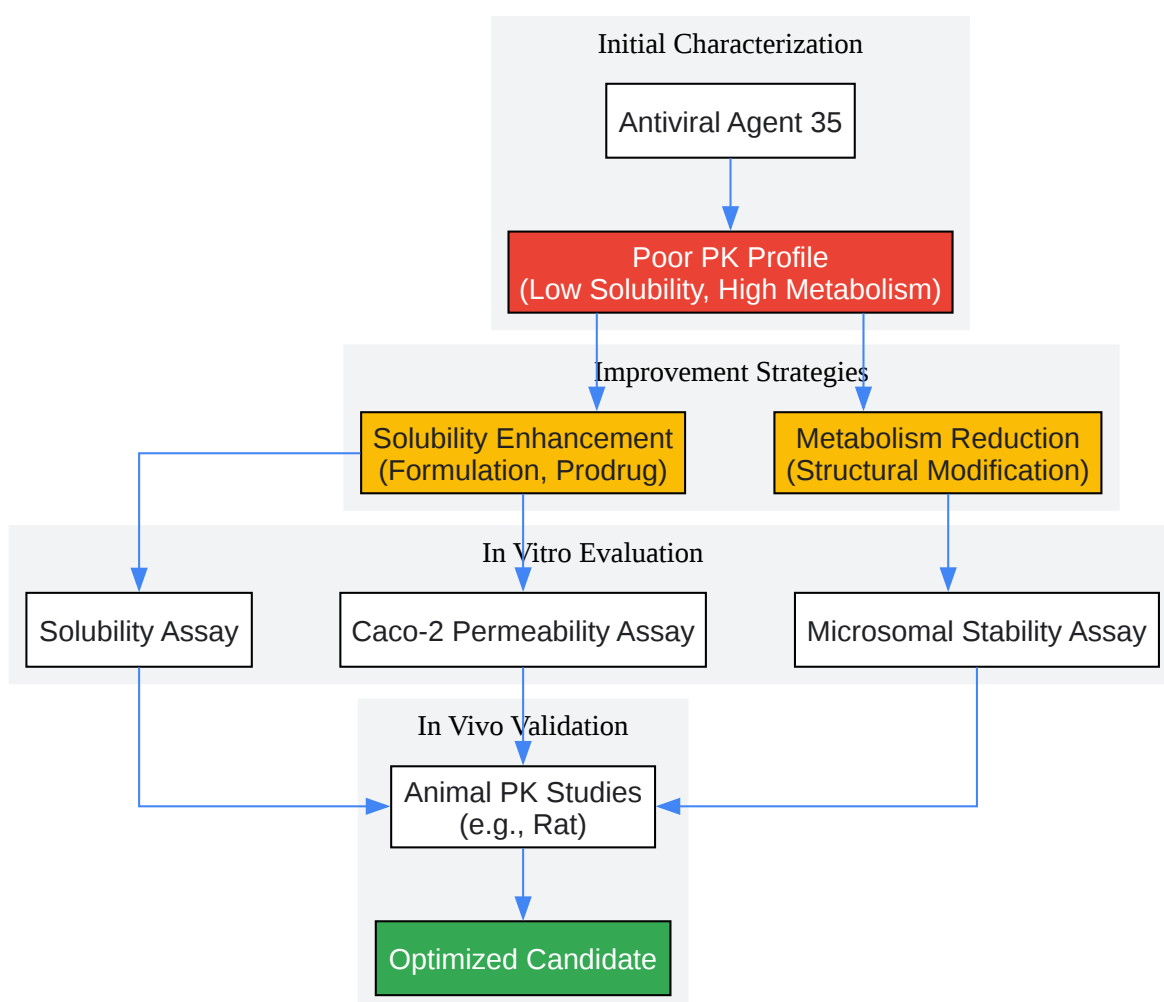 Initial Characterization
Antiviral Agent 35
Poor PK Profile
(Low Solubility, High Metabolism)
Improvement Strategies
Solubility Enhancement
(Formulation, Prodrug)
Metabolism Reduction
(Structural Modification)
In Vitro Evaluation
Solubility Assay
Caco-2 Permeability Assay
Microsomal Stability Assay
In Vivo Validation
Animal PK Studies
(e.g., Rat)
Optimized Candidate